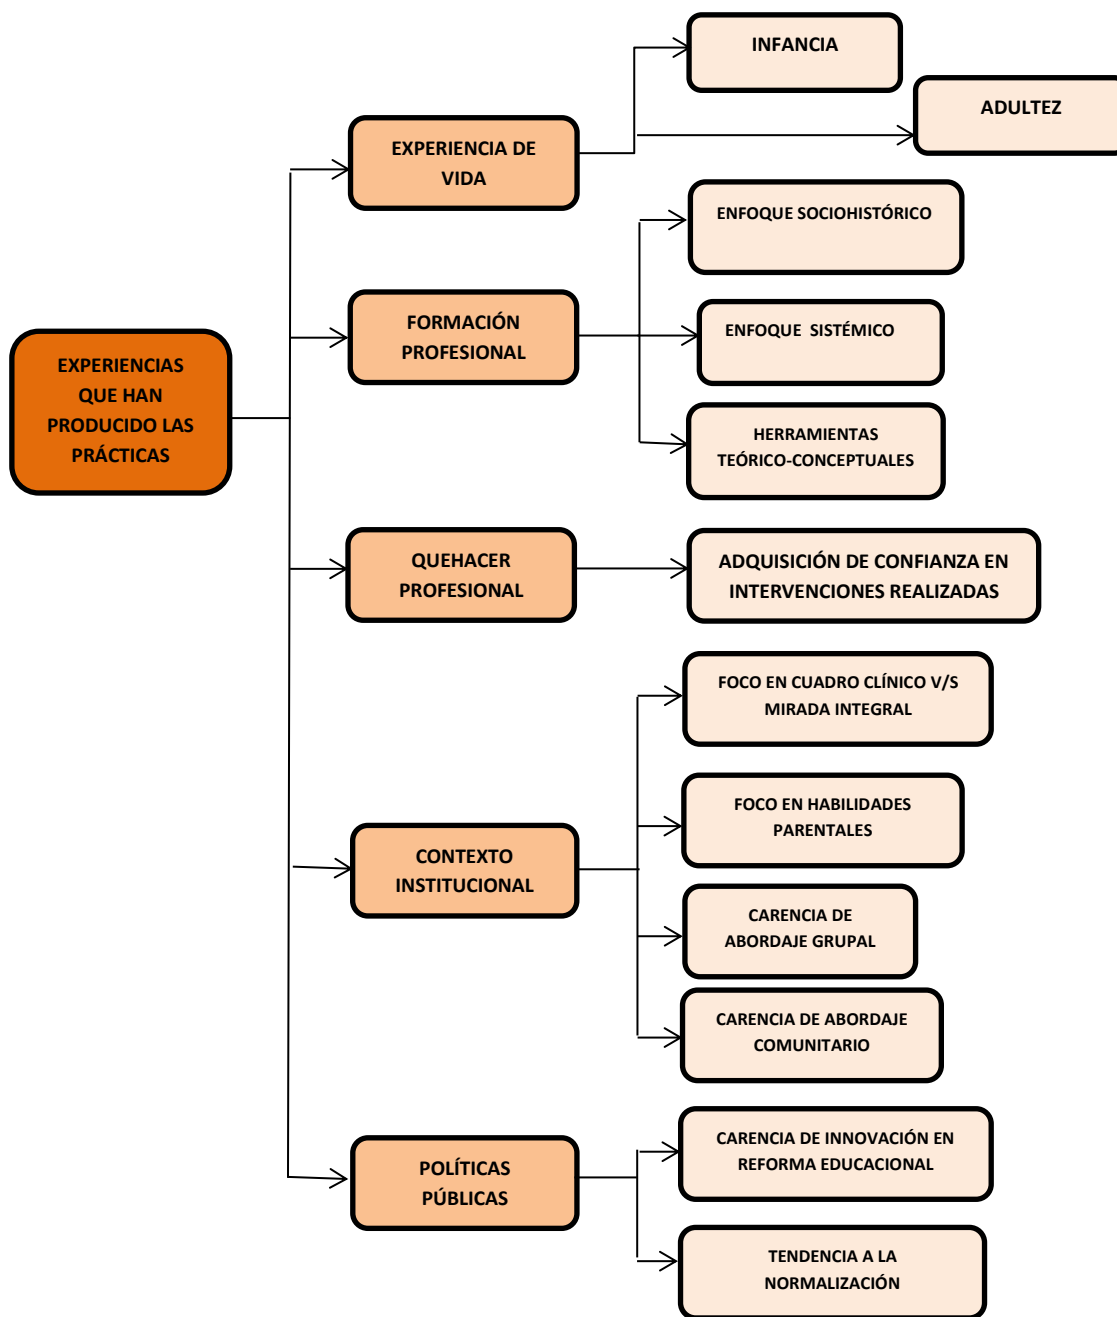 EXPERIENCIAS
QUE HAN
PRODUCIDO LAS
PRÁCTICAS
EXPERIENCIA DE
VIDA
INFANCIA
ADULTEZ
FORMACIÓN
PROFESIONAL
ENFOQUE SOCIOHISTÓRICO
ENFOQUE  SISTÉMICO
HERRAMIENTAS
TEÓRICO-CONCEPTUALES
QUEHACER
PROFESIONAL
ADQUISICIÓN DE CONFIANZA EN
INTERVENCIONES REALIZADAS
CONTEXTO
INSTITUCIONAL
FOCO EN CUADRO CLÍNICO V/S
MIRADA INTEGRAL
FOCO EN HABILIDADES
PARENTALES
CARENCIA DE
ABORDAJE GRUPAL
CARENCIA DE ABORDAJE
COMUNITARIO
POLÍTICAS
PÚBLICAS
CARENCIA DE INNOVACIÓN EN
REFORMA EDUCACIONAL
TENDENCIA A LA
NORMALIZACIÓN